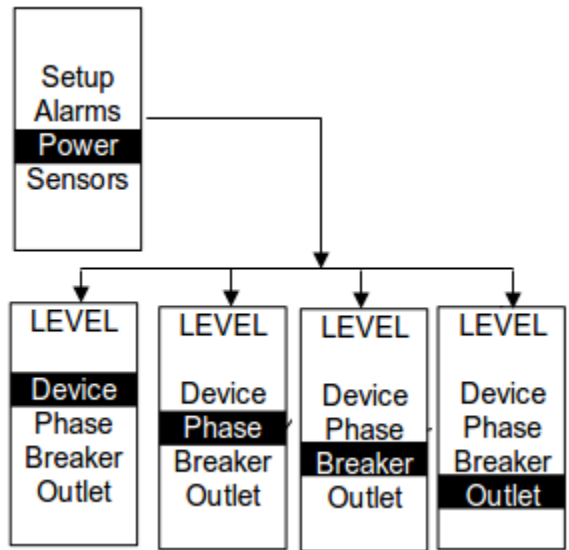 Setup
Alarms
Power
Sensors
LEVEL
Device
Phase
Breaker
Outlet
LEVEL
Device
Phase
Breaker
Outlet
LEVEL
Device
Phase
Breaker
Outlet
LEVEL
Device
Phase
Breaker
Outlet